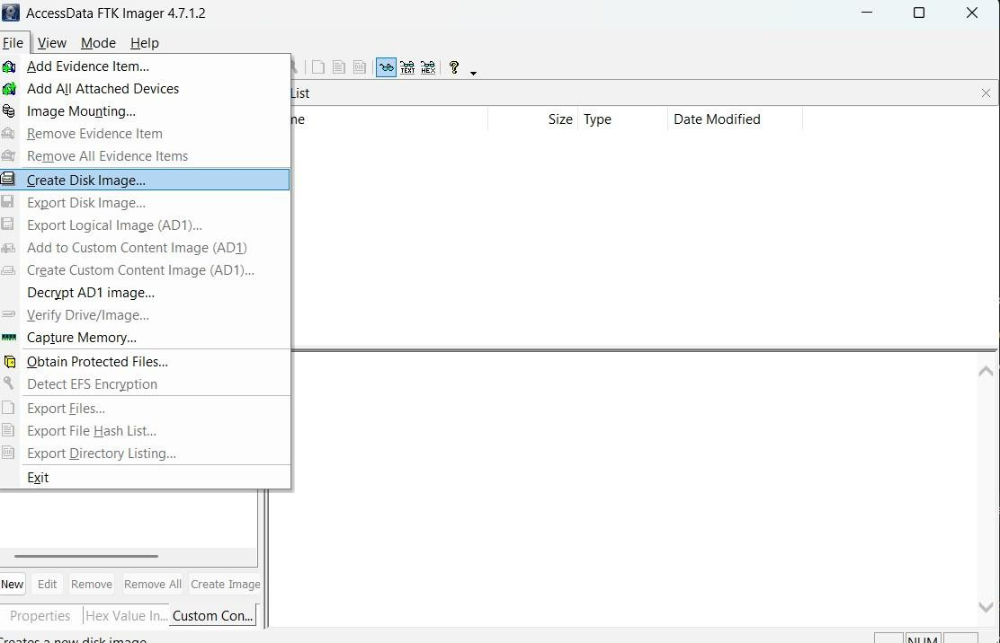 AccessData FTK Imager 4.7.1.2
File View Mode Help
Add Evidence Item...
Add All Attached Devices
Image Mounting...
Remove Evidence Item
Remove All Evidence Items
Create Disk Image...
Export Disk Image...
Export Logical Image (AD1)...
Add to Custom Content Image (AD1)
Create Custom Content Image (AD1)...
Decrypt AD1 image...
Verify Drive/Image...
Capture Memory...
Obtain Protected Files...
Detect EFS Encryption
Export Files...
Export File Hash List...
Export Directory Listing...
Exit
TEXT HEX ?
List
me Size Type Date Modified
New Edit Remove Remove All Create Image
Properties Hex Value In... Custom Con...
Creates a new disk image
NUM